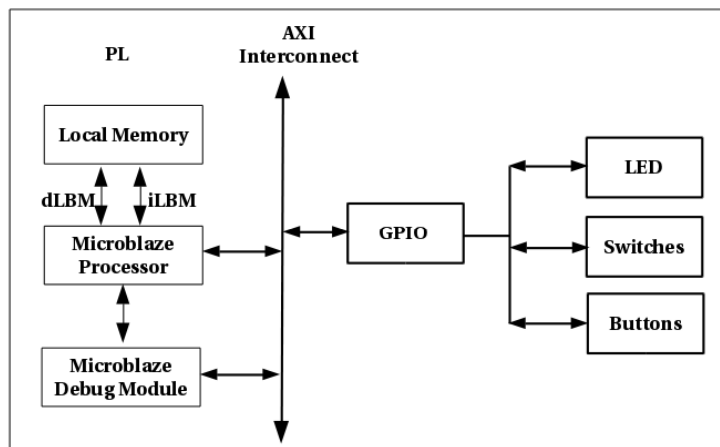 PL
AXI
Interconnect
Local Memory
dLBM
iLBM
Microblaze
Processor
Microblaze
Debug Module
GPIO
LED
Switches
Buttons